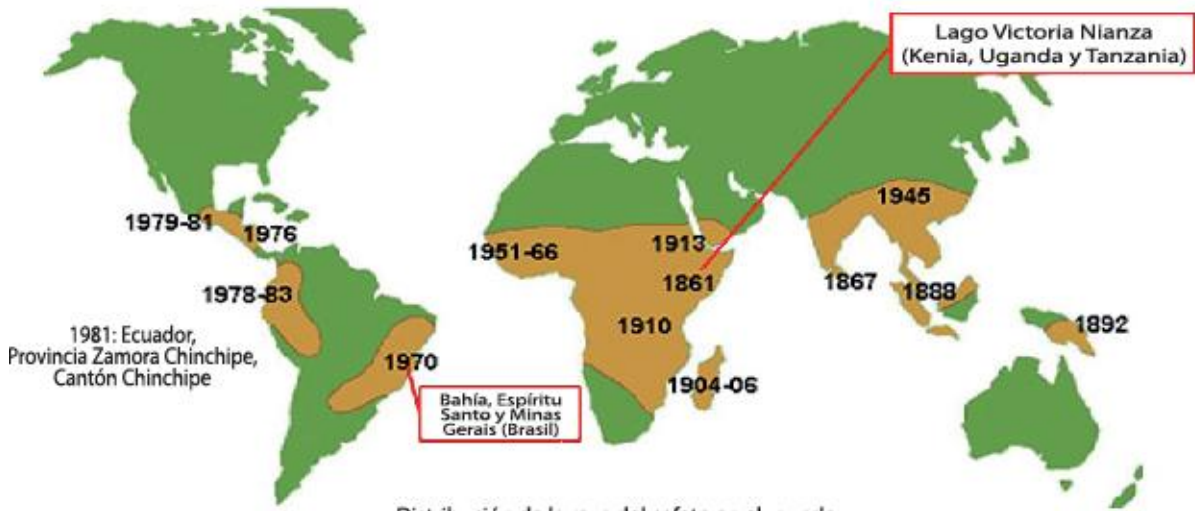 Lago Victoria Nianza
(Kenia, Uganda y Tanzania)
1945
1979-81
1976
1951-66
1913
1861
1867
1888
1978-83
1910
1892
1981: Ecuador,
Provincia Zamora Chinchipe,
Cantón Chinchipe
1970
1904-06
Bahía, Espíritu
Santo y Minas
Gerais (Brasil)